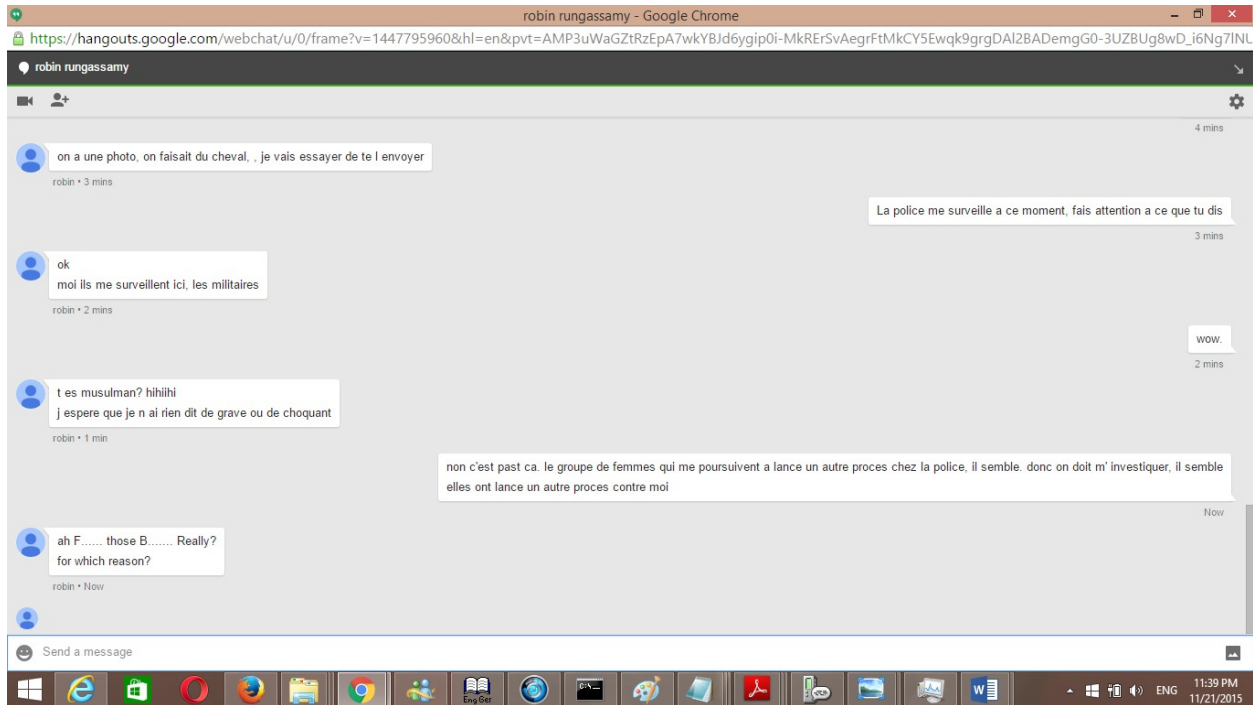 robin rungassamy - Google Chrome
https://hangouts.google.com/webchat/u/0/frame?v=1447795960&hl=en&pvt=
robin rungassamy
4 mins
on a une photo, on faisait du cheval, , je vais essayer de te l envoyer
robin • 3 mins
La police me surveille a ce moment, fais attention a ce que tu dis
3 mins
ok
moi ils me surveillent ici, les militaires
robin • 2 mins
wow.
2 mins
t es musulman? hihiihi
j espere que je n ai rien dit de grave ou de choquant
robin • 1 min
non c'est past ca. le groupe de femmes qui me poursuivent a lance un autre proces chez la police, il semble. donc on doit m' investiquer, il semble
elles ont lance un autre proces contre moi
Now
ah F...... those B....... Really?
for which reason?
robin • Now
Send a message
Eng Ger
C:\_
ENG
11:39 PM
11/21/2015